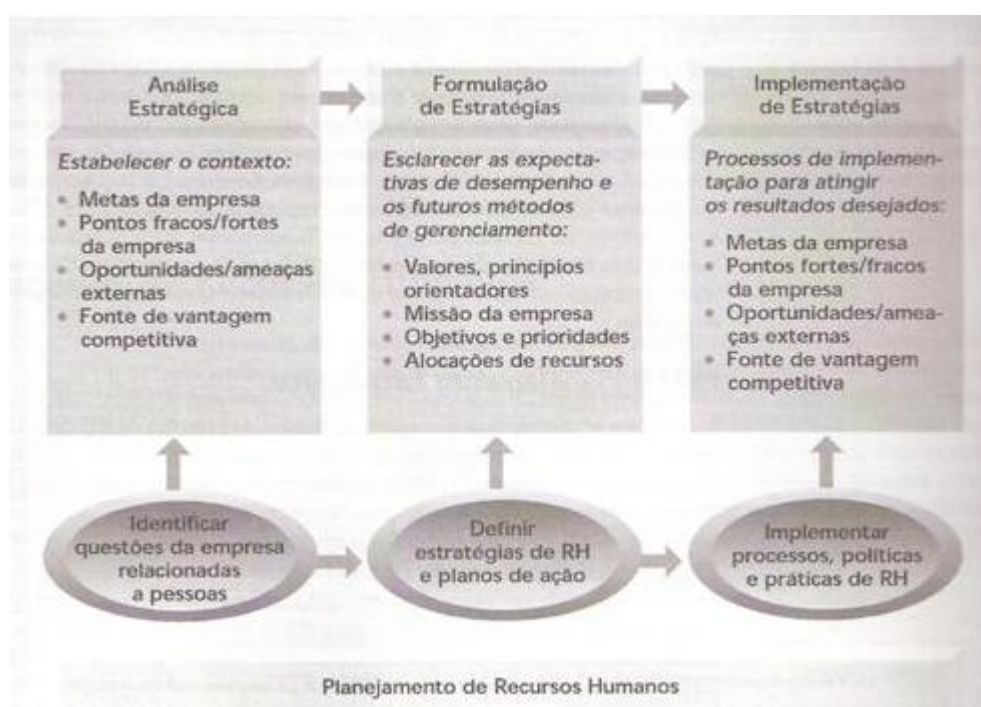 Análise
Estratégica
Estabelecer o contexto:
• Metas da empresa
• Pontos fracos/fortes
da empresa
• Oportunidades/ameaças
externas
• Fonte de vantagem
competitiva
Formulação
de Estratégias
Esclarecer as expecta-
tivas de desempenho e
os futuros métodos
de gerenciamento:
• Valores, princípios
orientadores
• Missão da empresa
• Objetivos e prioridades
• Alocações de recursos
Implementação
de Estratégias
Processos de implemen-
tação para atingir
os resultados desejados:
• Metas da empresa
• Pontos fortes/fracos
da empresa
• Oportunidades/amea-
ças externas
• Fonte de vantagem
competitiva
Identificar
questões da empresa
relacionadas
a pessoas
Definir
estratégias de RH
e planos de ação
Implementar
processos, políticas
e práticas de RH
Planejamento de Recursos Humanos